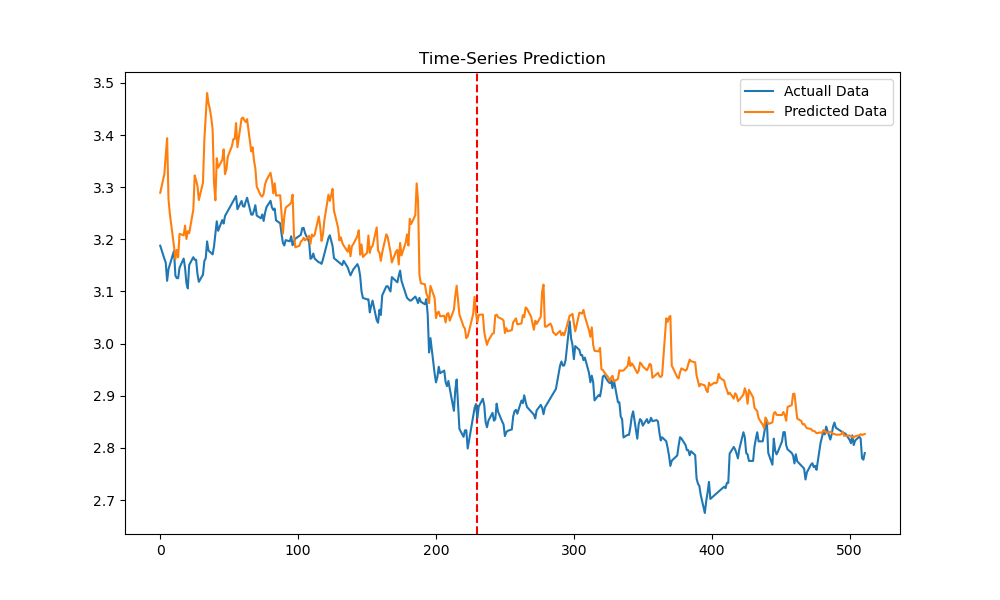 Time-Series Prediction
3.5
3.4
3.3
3.2
3.1
3.0
2.9
2.8
2.7
Actuall Data
Predicted Data
0 100 200 300 400 500